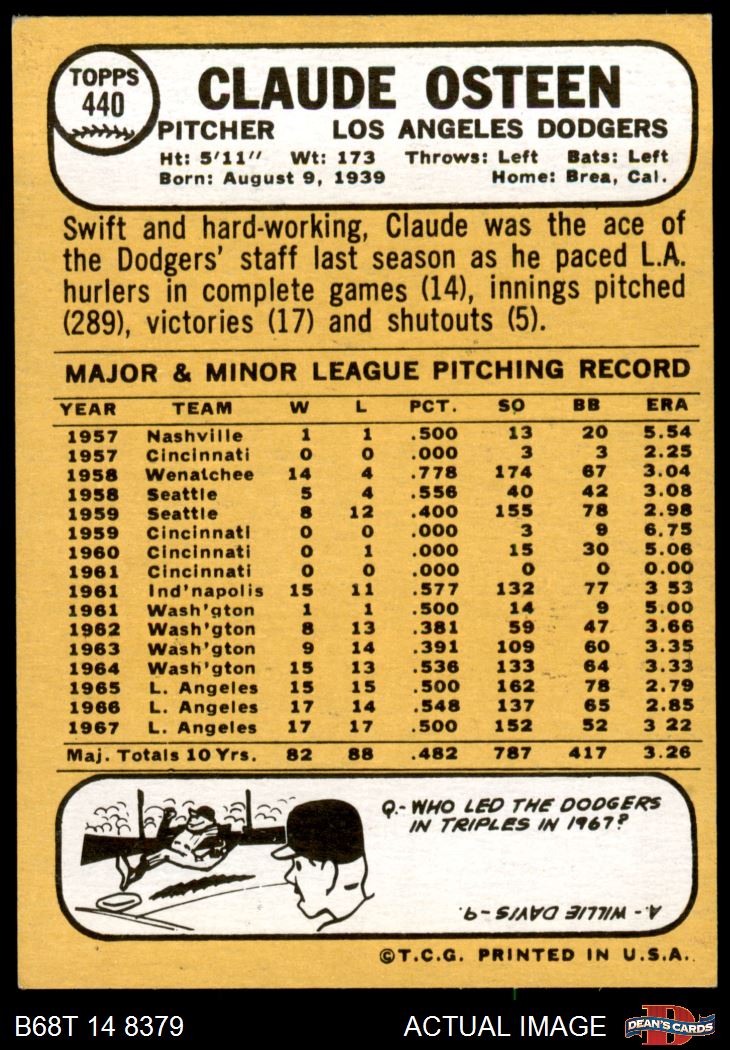 TOPPS
440
CLAUDE OSTEEN
PITCHER LOS ANGELES DODGERS
Ht: 5'11" Wt: 173 Throws: Left Bats: Left
Born: August 9, 1939 Home: Brea, Cal.
Swift and hard-working, Claude was the ace of
the Dodgers' staff last season as he paced L.A.
hurlers in complete games (14), innings pitched
(289), victories (17) and shutouts (5).
MAJOR & MINOR LEAGUE PITCHING RECORD
YEAR TEAM W L PCT. SO BB ERA
1957 Nashville 1 1 .500 13 20 5.54
1957 Cincinnati 0 0 .000 3 3 2.25
1958 Wenatchee 14 4 .778 174 67 3.04
1958 Seattle 5 4 .556 40 42 3.08
1959 Seattle 8 12 .400 155 78 2.98
1959 Cincinnati 0 0 .000 3 9 6.75
1960 Cincinnati 0 1 .000 15 30 5.06
1961 Cincinnati 0 0 .000 0 0 0.00
1961 Ind'napolis 15 11 .577 132 77 3 53
1961 Wash'gton 1 1 .500 14 9 5.00
1962 Wash'gton 8 13 .381 59 47 3.66
1963 Wash'gton 9 14 .391 109 60 3.35
1964 Wash'gton 15 13 .536 133 64 3.33
1965 L. Angeles 15 15 .500 162 78 2.79
1966 L. Angeles 17 14 .548 137 65 2.85
1967 L. Angeles 17 17 .500 152 52 3 22
Maj. Totals 10 Yrs. 82 88 .482 787 417 3.26
Q.- WHO LED THE DODGERS
IN TRIPLES IN 1967?
A. - WILLIE DAVIS - 9.
©T.C.G. PRINTED IN U.S.A.
B68T 14 8379 ACTUAL IMAGE
D
DEAN'S CARDS